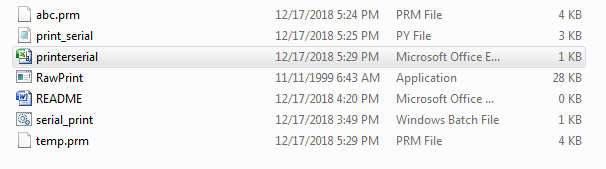 abc.prm 12/17/2018 5:24 PM PRM File 4 KB
print_serial 12/17/2018 5:25 PM PY File 3 KB
printerserial 12/17/2018 5:29 PM Microsoft Office E... 1 KB
RawPrint 11/11/1999 6:43 AM Application 28 KB
README 12/17/2018 4:20 PM Microsoft Office ... 0 KB
serial_print 12/17/2018 3:49 PM Windows Batch File 1 KB
temp.prm 12/17/2018 5:29 PM PRM File 4 KB